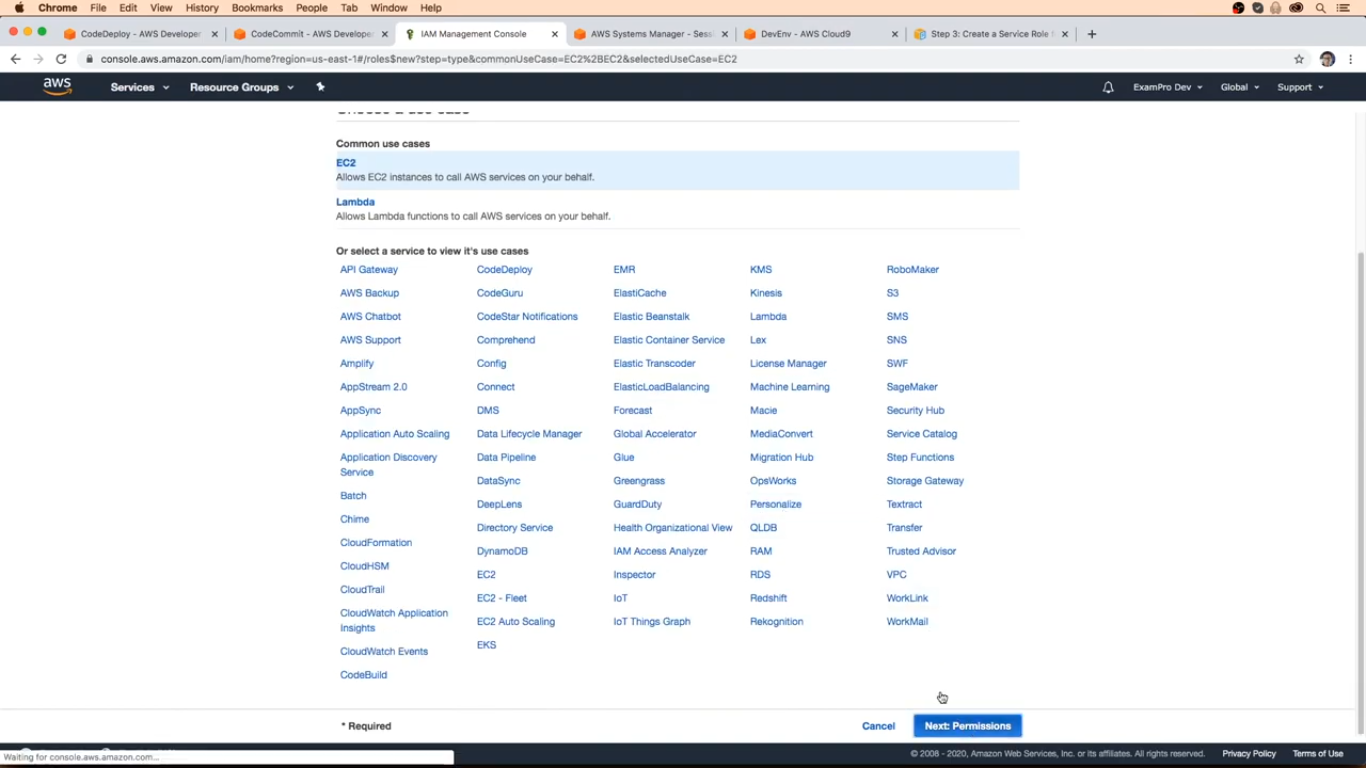 Chrome File Edit View History Bookmarks People Tab Window Help
CodeDeploy - AWS Developer × CodeCommit - AWS Develope × IAM Management Console × AWS Systems Manager - Sess × DevEnv - AWS Cloud9 × Step 3: Create a Service Role × +
console.aws.amazon.com/iam/home?region=us-east-1#/roles$new?step=type&commonUseCase=EC2%2BEC2&selectedUseCase=EC2
aws Services Resource Groups ExamPro Dev Global Support
Choose a use case
Common use cases
EC2
Allows EC2 instances to call AWS services on your behalf.
Lambda
Allows Lambda functions to call AWS services on your behalf.
Or select a service to view it's use cases
API Gateway CodeDeploy EMR KMS RoboMaker
AWS Backup CodeGuru ElastiCache Kinesis S3
AWS Chatbot CodeStar Notifications Elastic Beanstalk Lambda SMS
AWS Support Comprehend Elastic Container Service Lex SNS
Amplify Config Elastic Transcoder License Manager SWF
AppStream 2.0 Connect ElasticLoadBalancing Machine Learning SageMaker
AppSync DMS Forecast Macie Security Hub
Application Auto Scaling Data Lifecycle Manager Global Accelerator MediaConvert Service Catalog
Application Discovery Data Pipeline Glue Migration Hub Step Functions
Service
DataSync Greengrass OpsWorks Storage Gateway
Batch DeepLens GuardDuty Personalize Textract
Chime Directory Service Health Organizational View QLDB Transfer
CloudFormation DynamoDB IAM Access Analyzer RAM Trusted Advisor
CloudHSM EC2 Inspector RDS VPC
CloudTrail EC2 - Fleet IoT Redshift WorkLink
CloudWatch Application EC2 Auto Scaling IoT Things Graph Rekognition WorkMail
Insights
CloudWatch Events EKS
CodeBuild
* Required Cancel Next: Permissions
Waiting for console.aws.amazon.com... © 2008 - 2020, Amazon Web Services, Inc. or its affiliates. All rights reserved. Privacy Policy Terms of Use